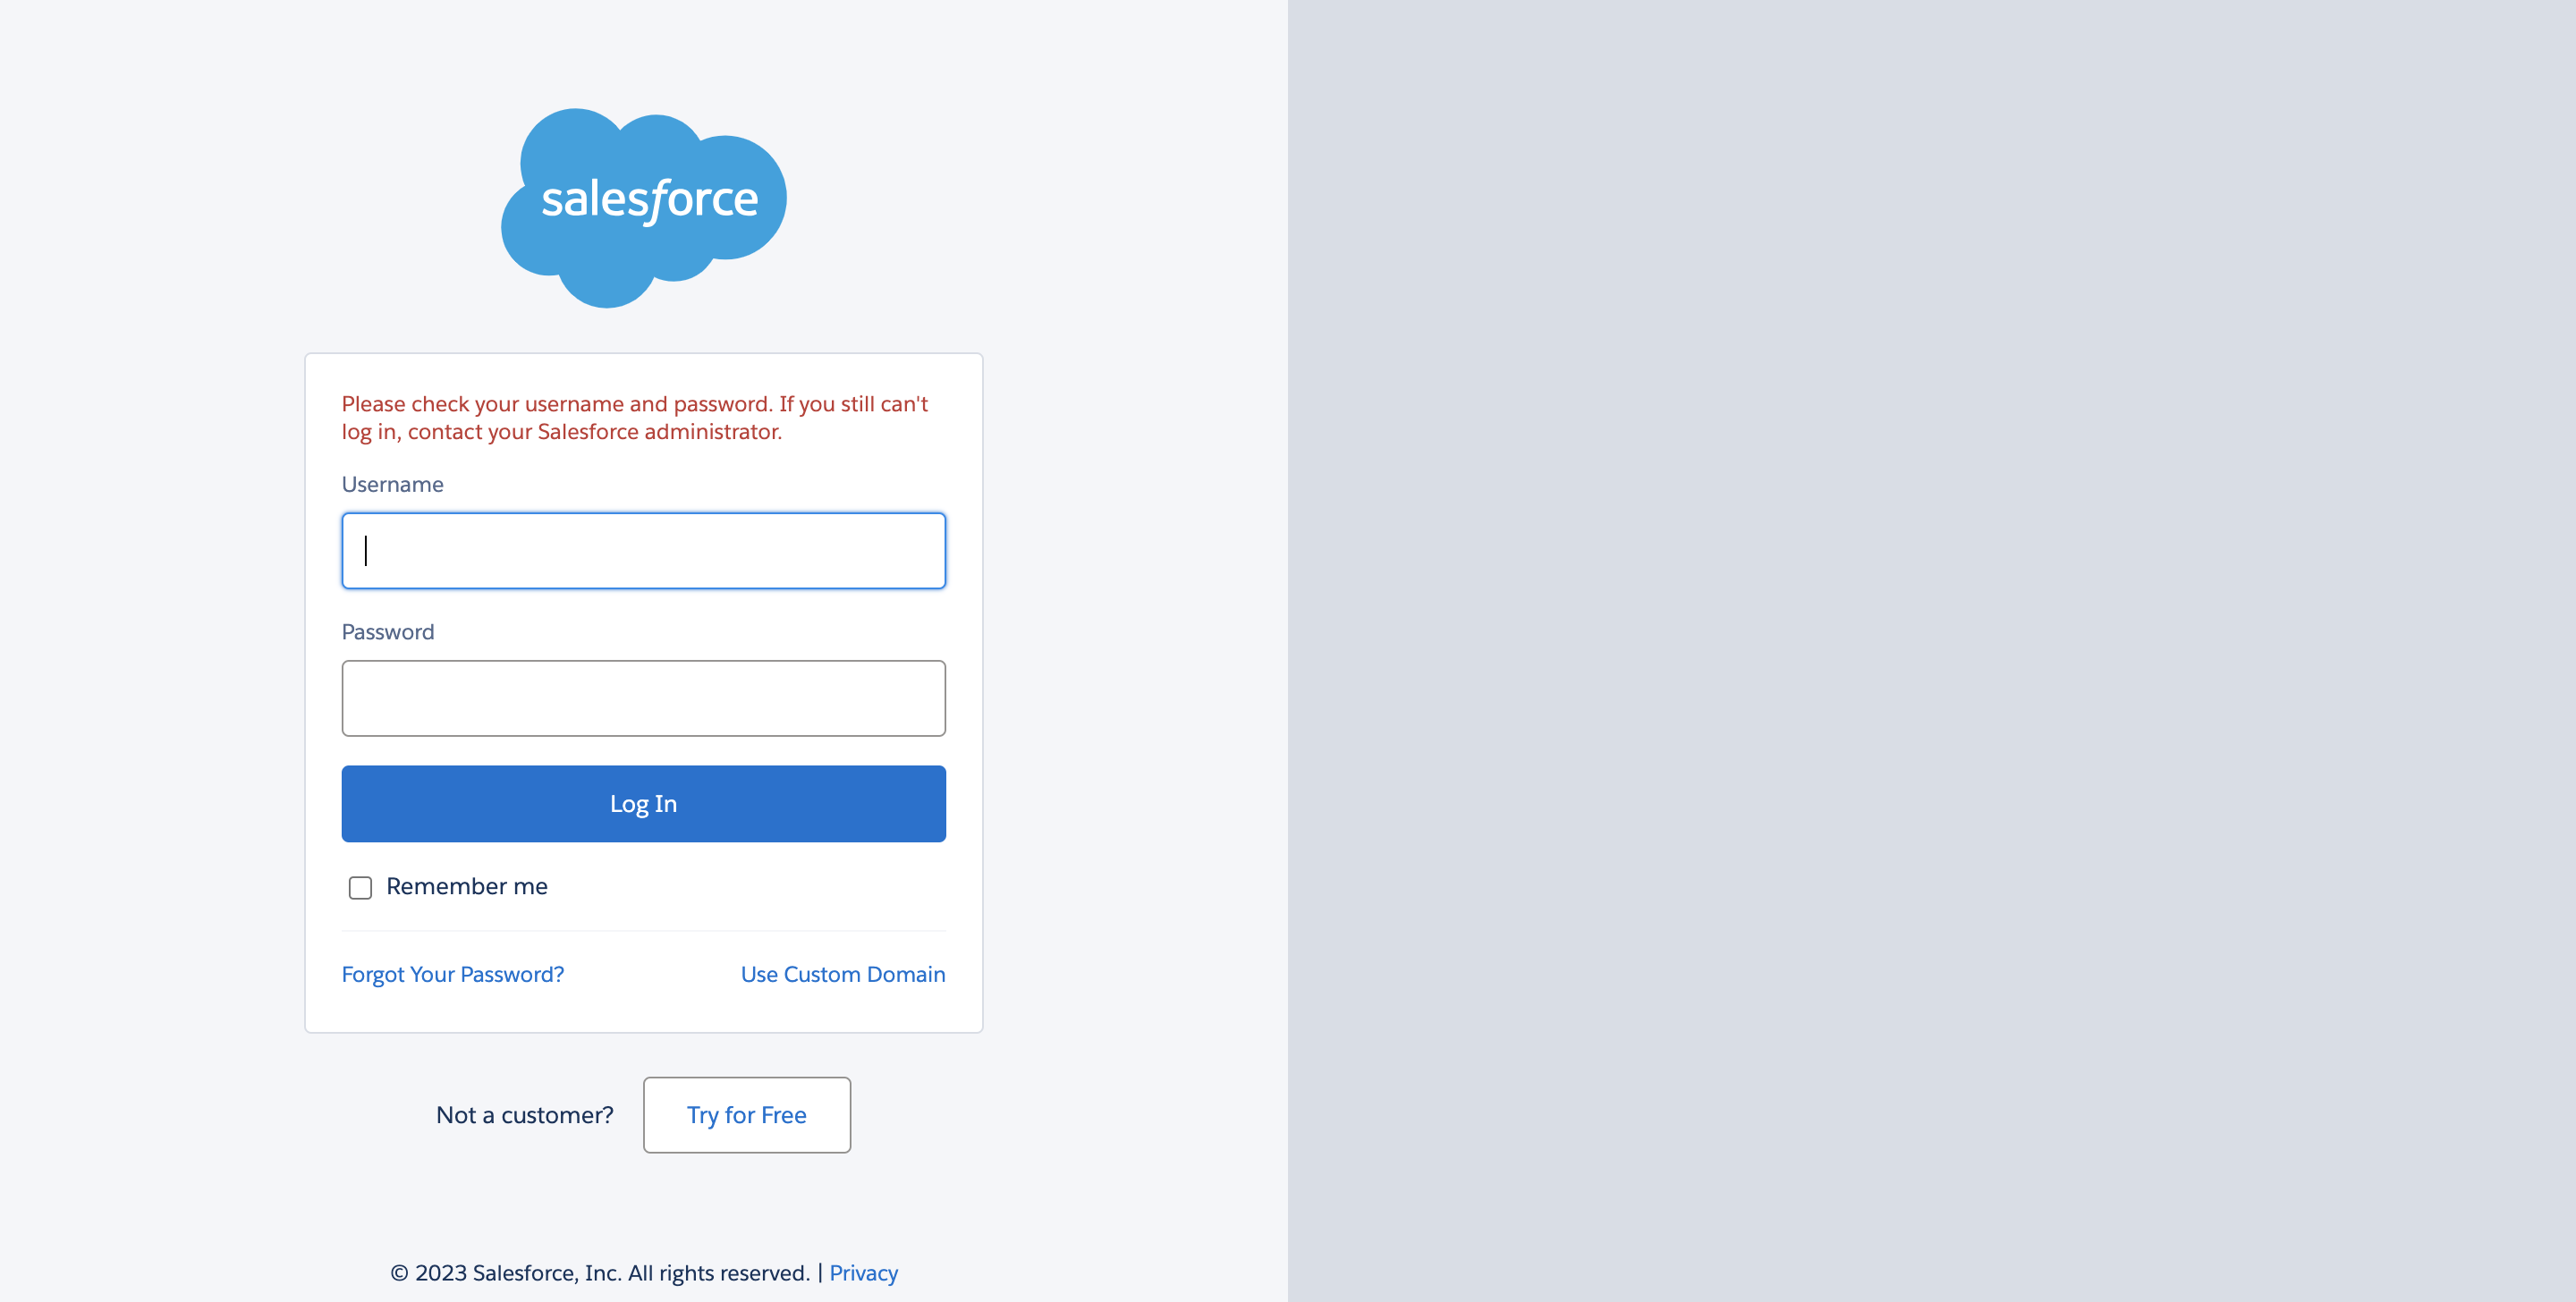 salesforce
Please check your username and password. If you still can't
log in, contact your Salesforce administrator.
Username
Password
Log In
Remember me
Forgot Your Password?
Use Custom Domain
Not a customer?
Try for Free
© 2023 Salesforce, Inc. All rights reserved. | Privacy